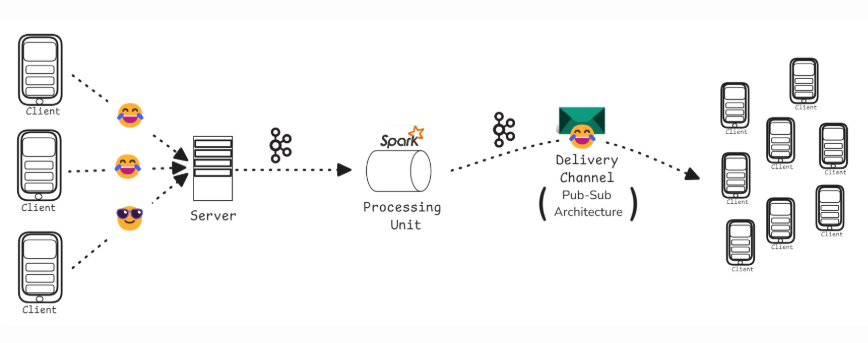 Client
Client
Client
Server
Spark
Processing
Unit
Delivery
Channel
(Pub-Sub
Architecture)
Client
Client
Client
Client
Client
Client
Client
Client